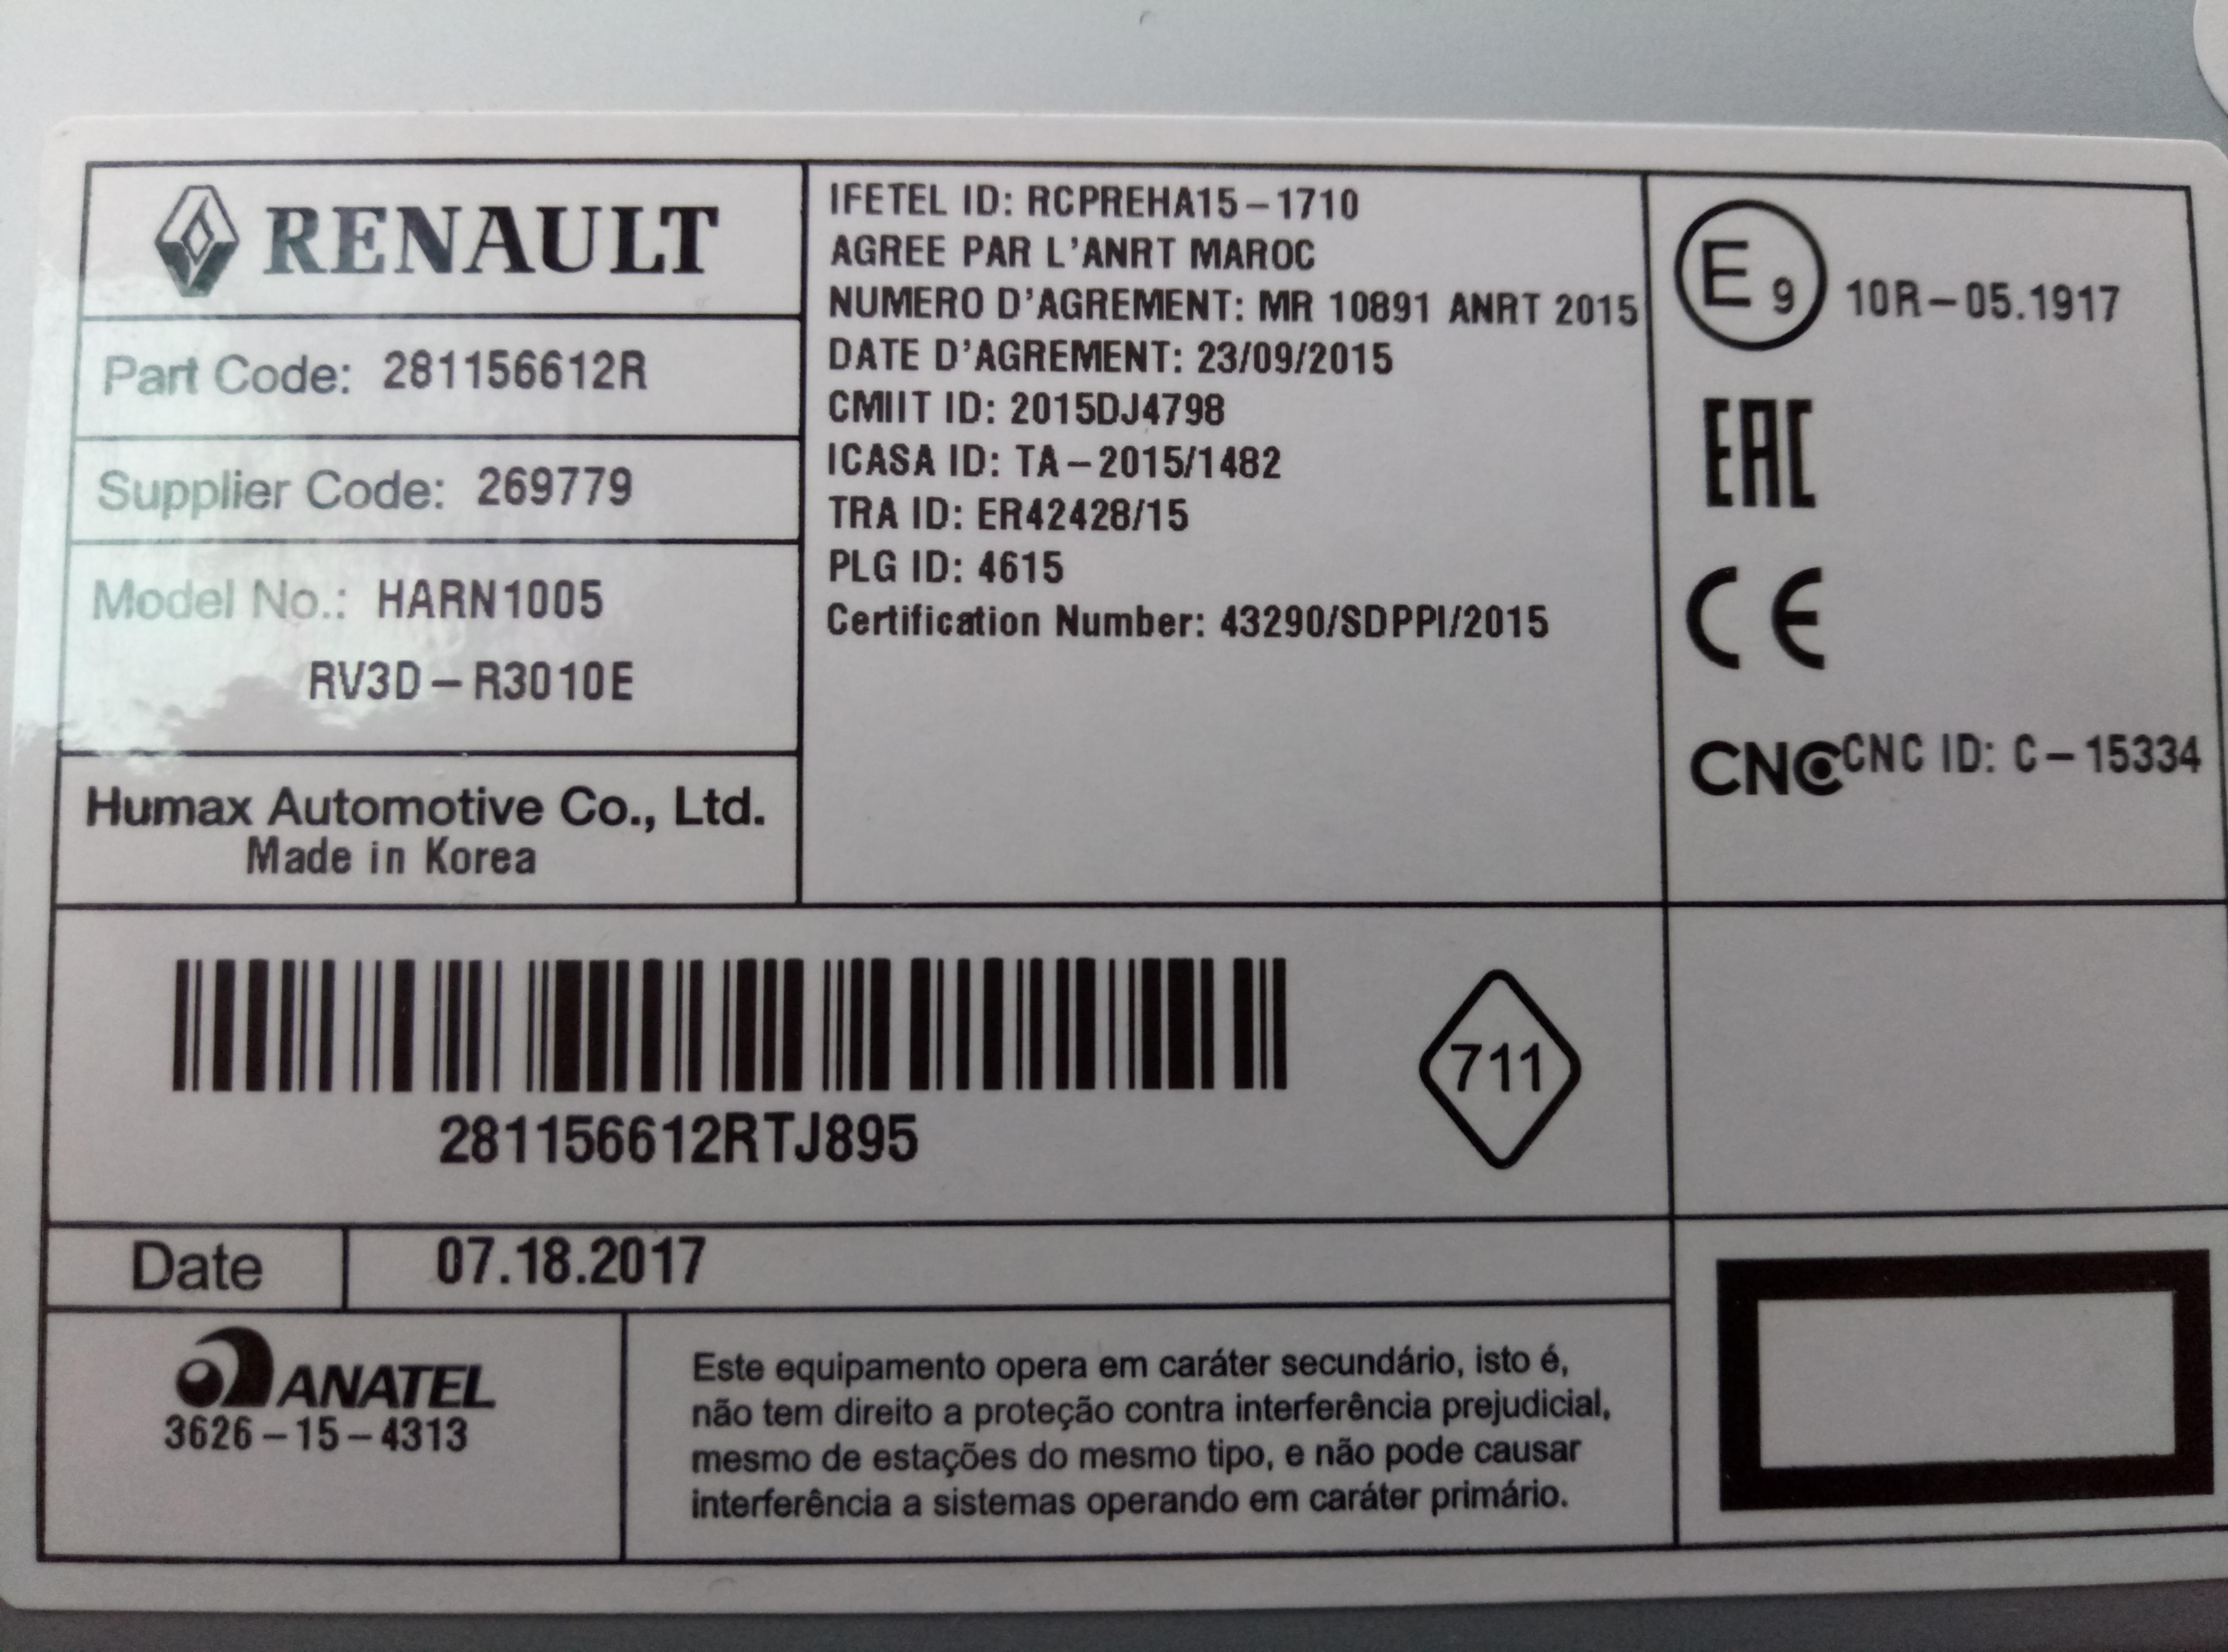 RENAULT
Part Code: 281156612R
Supplier Code: 269779
Model No.: HARN1005
RV3D-R3010E
Humax Automotive Co., Ltd.
Made in Korea
IFETEL ID: RCPREHA15-1710
AGREE PAR L'ANRT MAROC
NUMERO D'AGREMENT: MR 10891 ANRT 2015
DATE D'AGREMENT: 23/09/2015
CMIIT ID: 2015DJ4798
ICASA ID: TA-2015/1482
TRA ID: ER42428/15
PLG ID: 4615
Certification Number: 43290/SDPPI/2015
E9 10R-05.1917
EAC
CE
CNC CNC ID: C-15334
281156612RTJ895
711
Date 07.18.2017
ANATEL
3626-15-4313
Este equipamento opera em caráter secundário, isto é,
não tem direito a proteção contra interferência prejudicial,
mesmo de estações do mesmo tipo, e não pode causar
interferência a sistemas operando em caráter primário.